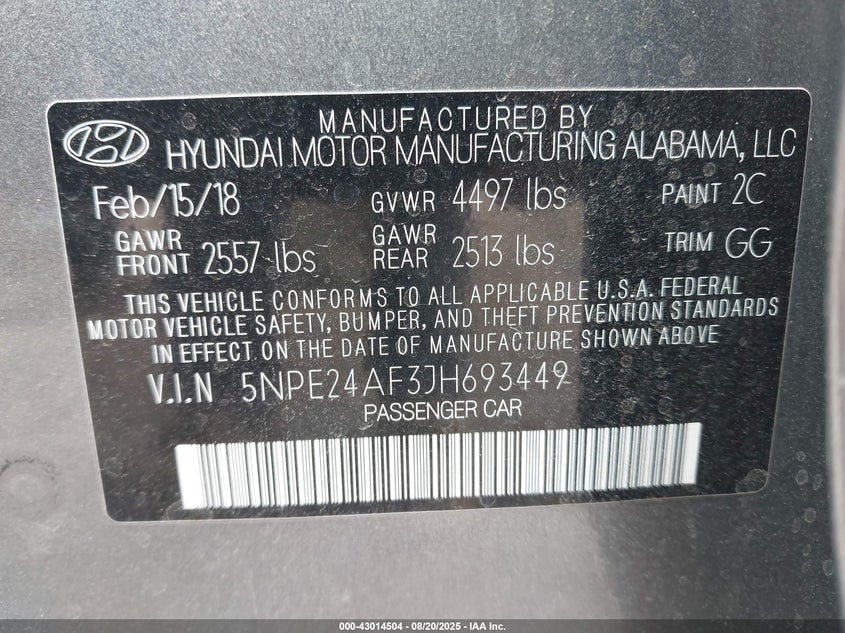 MANUFACTURED BY
HYUNDAI MOTOR MANUFACTURING ALABAMA, LLC
Feb/15/18 GVWR 4497 lbs PAINT 2C
GAWR FRONT 2557 lbs GAWR REAR 2513 lbs TRIM GG
THIS VEHICLE CONFORMS TO ALL APPLICABLE U.S.A. FEDERAL
MOTOR VEHICLE SAFETY, BUMPER, AND THEFT PREVENTION STANDARDS
IN EFFECT ON THE DATE OF MANUFACTURE SHOWN ABOVE
V.I.N 5NPE24AF3JH693449
PASSENGER CAR
000-43014504 - 08/20/2025 - IAA Inc.